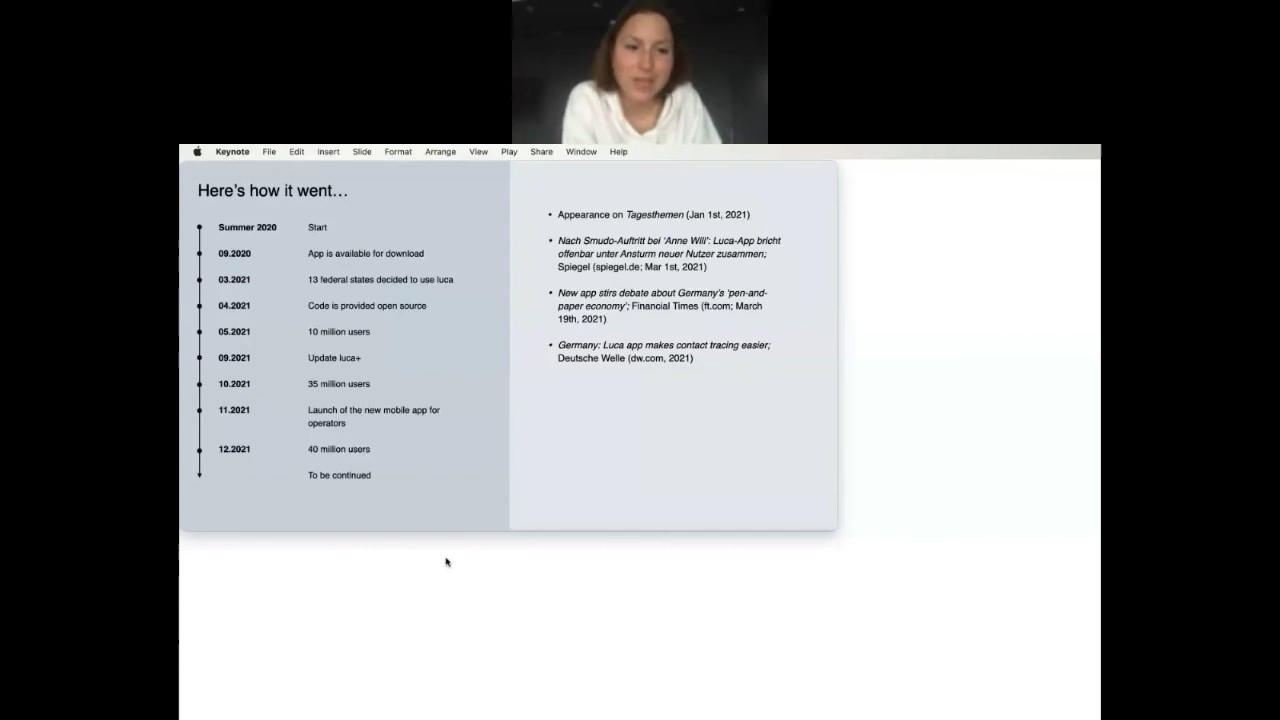 Keynote File Edit Insert Slide Format Arrange View Play Share Window Help
Here's how it went…
Summer 2020 Start
09.2020 App is available for download
03.2021 13 federal states decided to use luca
04.2021 Code is provided open source
05.2021 10 million users
09.2021 Update luca+
10.2021 35 million users
11.2021 Launch of the new mobile app for
operators
12.2021 40 million users
To be continued
• Appearance on Tagesthemen (Jan 1st, 2021)
• Nach Smudo-Auftritt bei ‘Anne Will’: Luca-App bricht
offenbar unter Ansturm neuer Nutzer zusammen;
Spiegel (spiegel.de; Mar 1st, 2021)
• New app stirs debate about Germany’s ‘pen-and-
paper economy’; Financial Times (ft.com; March
19th, 2021)
• Germany: Luca app makes contact tracing easier;
Deutsche Welle (dw.com, 2021)